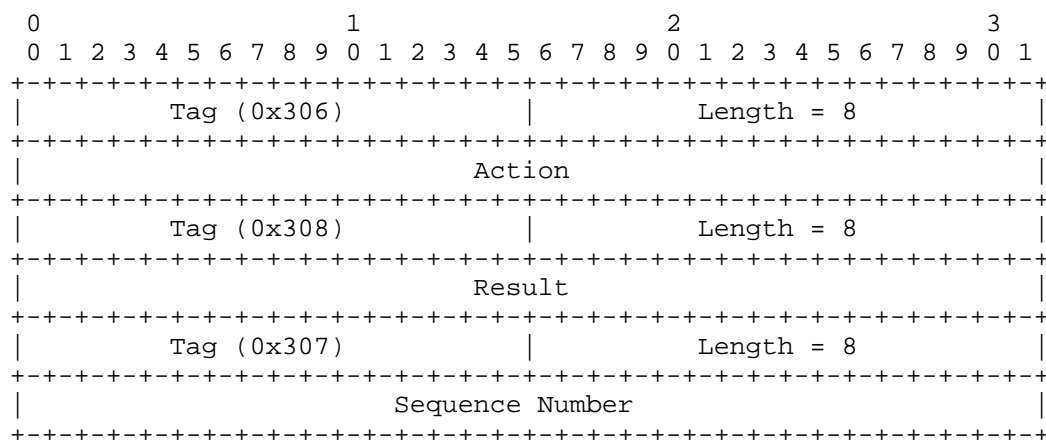 0                   1                   2                   3
 0 1 2 3 4 5 6 7 8 9 0 1 2 3 4 5 6 7 8 9 0 1 2 3 4 5 6 7 8 9 0 1
+-+-+-+-+-+-+-+-+-+-+-+-+-+-+-+-+-+-+-+-+-+-+-+-+-+-+-+-+-+-+-+-+
|         Tag (0x306)           |          Length = 8           |
+-+-+-+-+-+-+-+-+-+-+-+-+-+-+-+-+-+-+-+-+-+-+-+-+-+-+-+-+-+-+-+-+
|                            Action                             |
+-+-+-+-+-+-+-+-+-+-+-+-+-+-+-+-+-+-+-+-+-+-+-+-+-+-+-+-+-+-+-+-+
|         Tag (0x308)           |          Length = 8           |
+-+-+-+-+-+-+-+-+-+-+-+-+-+-+-+-+-+-+-+-+-+-+-+-+-+-+-+-+-+-+-+-+
|                            Result                             |
+-+-+-+-+-+-+-+-+-+-+-+-+-+-+-+-+-+-+-+-+-+-+-+-+-+-+-+-+-+-+-+-+
|         Tag (0x307)           |          Length = 8           |
+-+-+-+-+-+-+-+-+-+-+-+-+-+-+-+-+-+-+-+-+-+-+-+-+-+-+-+-+-+-+-+-+
|                       Sequence Number                         |
+-+-+-+-+-+-+-+-+-+-+-+-+-+-+-+-+-+-+-+-+-+-+-+-+-+-+-+-+-+-+-+-+